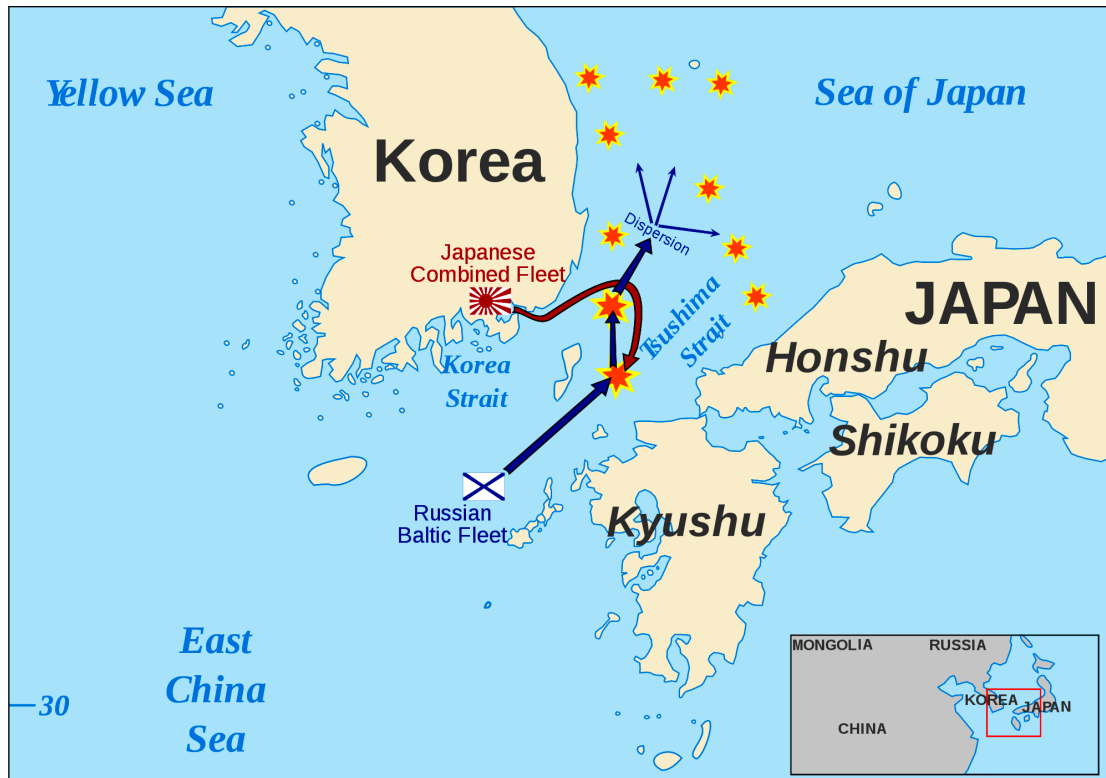 Yellow Sea
Sea of Japan
Korea
Dispersion
Japanese
Combined Fleet
Tsushima
Strait
JAPAN
Honshu
Korea
Strait
Shikoku
Russian
Baltic Fleet
Kyushu
East
China
Sea
30
MONGOLIA
RUSSIA
KOREA
JAPAN
CHINA